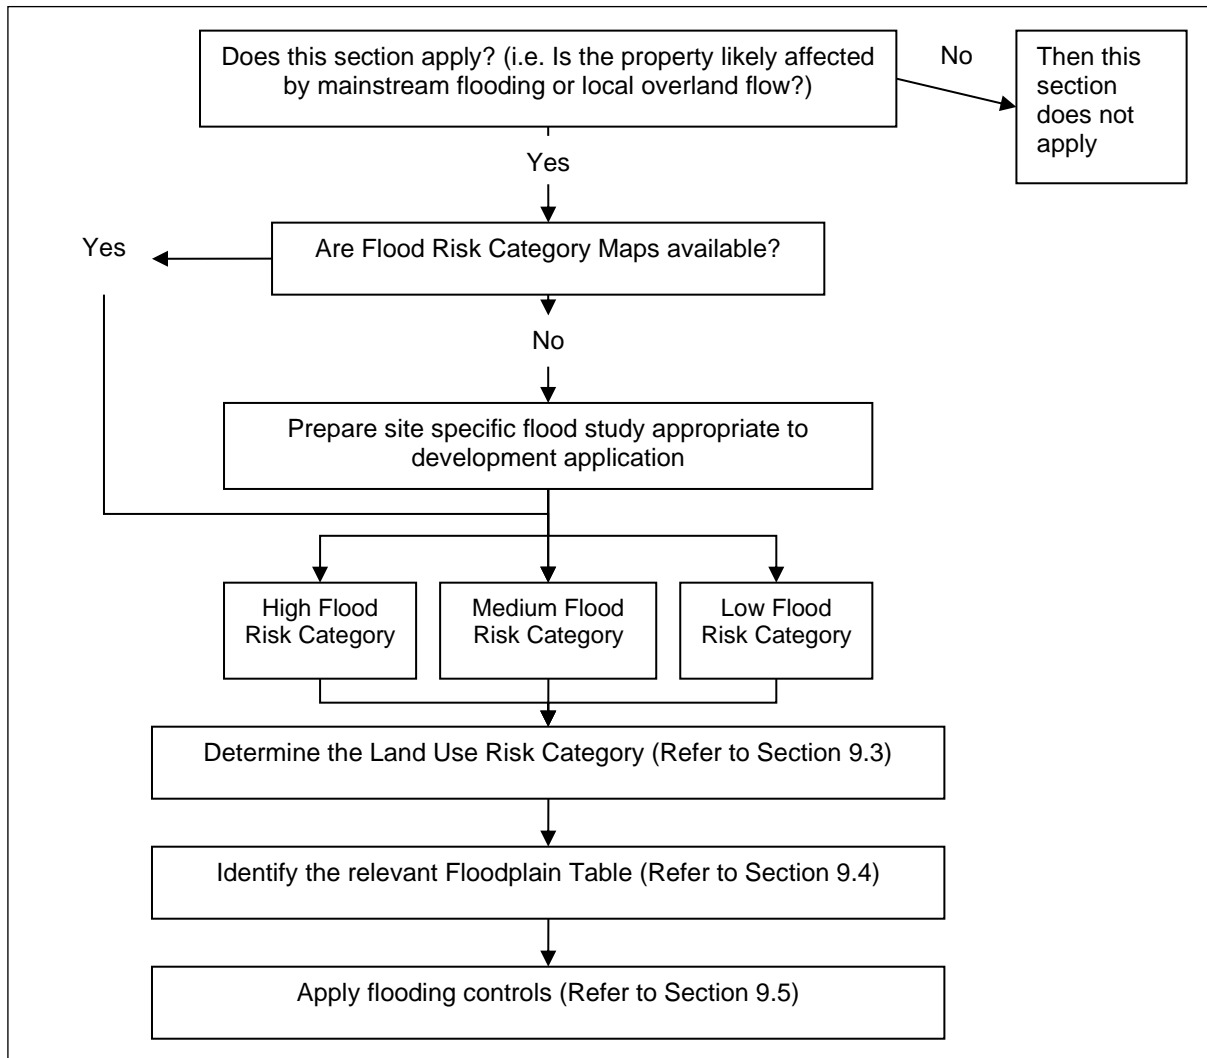 Does this section apply? (i.e. Is the property likely affected
by mainstream flooding or local overland flow?)
No
Then this
section
does not
apply
Yes
Yes
Are Flood Risk Category Maps available?
No
Prepare site specific flood study appropriate to
development application
High Flood
Risk Category
Medium Flood
Risk Category
Low Flood
Risk Category
Determine the Land Use Risk Category (Refer to Section 9.3)
Identify the relevant Floodplain Table (Refer to Section 9.4)
Apply flooding controls (Refer to Section 9.5)